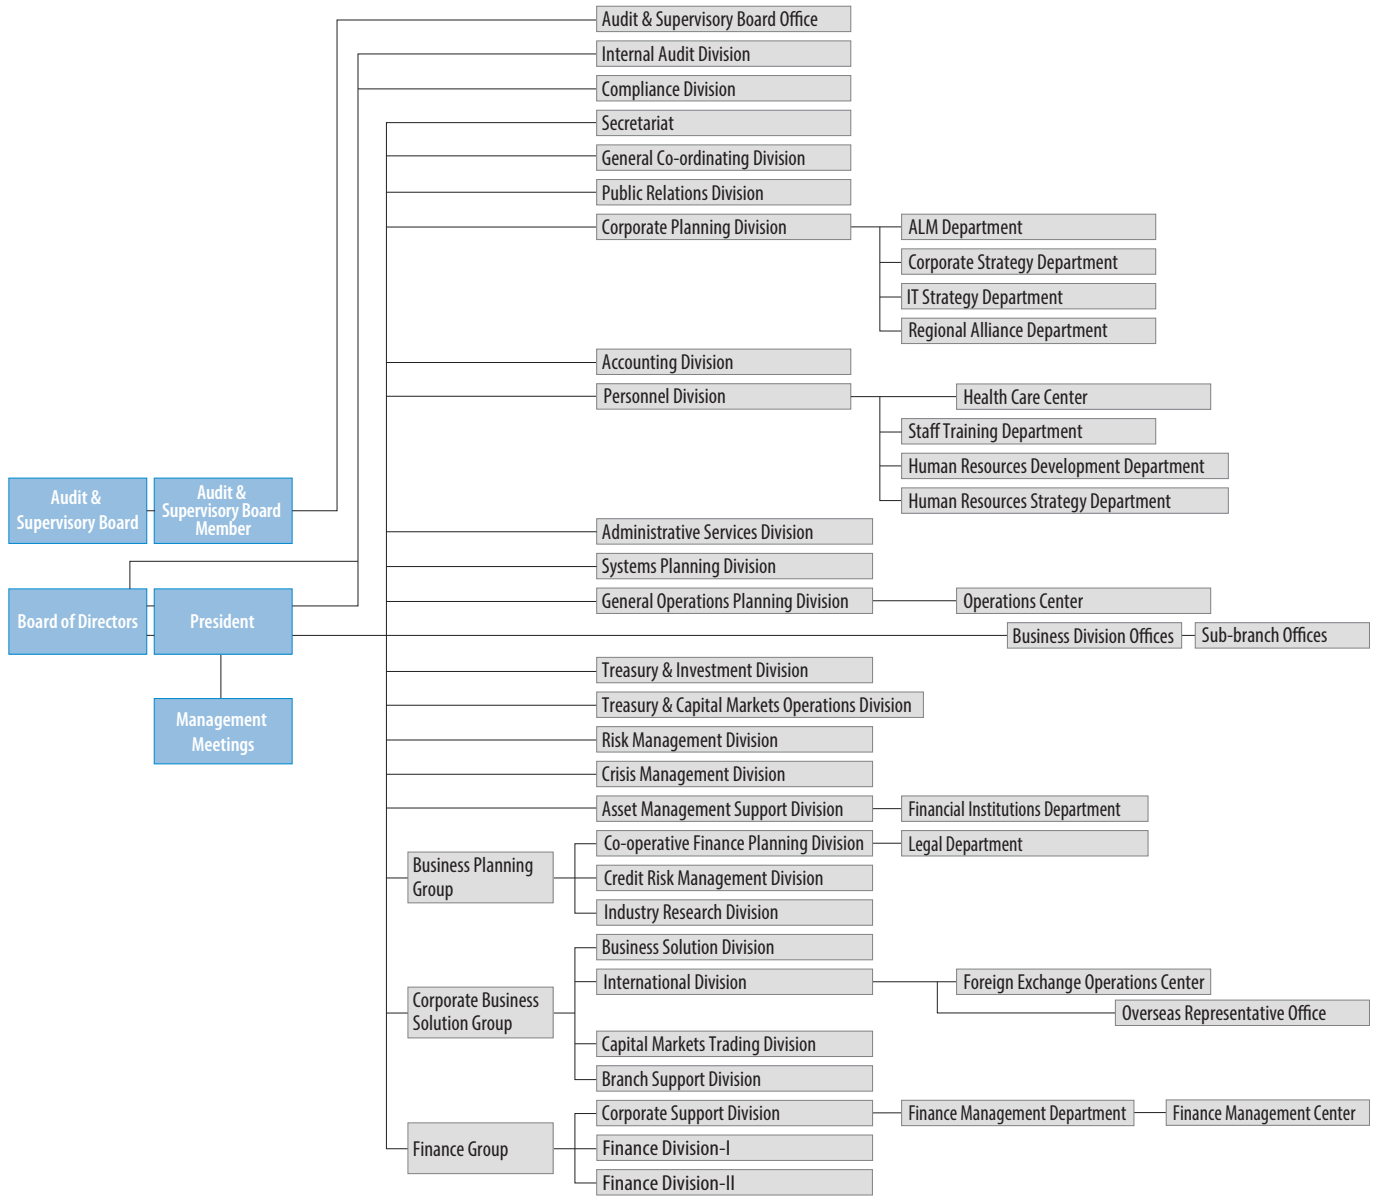 Audit & Supervisory Board Office
Internal Audit Division
Compliance Division
Secretariat
General Co-ordinating Division
Public Relations Division
Corporate Planning Division
ALM Department
Corporate Strategy Department
IT Strategy Department
Regional Alliance Department
Accounting Division
Personnel Division
Health Care Center
Staff Training Department
Human Resources Development Department
Human Resources Strategy Department
Audit &
Supervisory Board
Audit &
Supervisory Board
Member
Administrative Services Division
Systems Planning Division
General Operations Planning Division
Operations Center
Board of Directors
President
Business Division Offices
Sub-branch Offices
Management
Meetings
Treasury & Investment Division
Treasury & Capital Markets Operations Division
Risk Management Division
Crisis Management Division
Asset Management Support Division
Financial Institutions Department
Business Planning
Group
Co-operative Finance Planning Division
Legal Department
Credit Risk Management Division
Industry Research Division
Corporate Business
Solution Group
Business Solution Division
International Division
Foreign Exchange Operations Center
Overseas Representative Office
Capital Markets Trading Division
Branch Support Division
Finance Group
Corporate Support Division
Finance Management Department
Finance Management Center
Finance Division-I
Finance Division-II